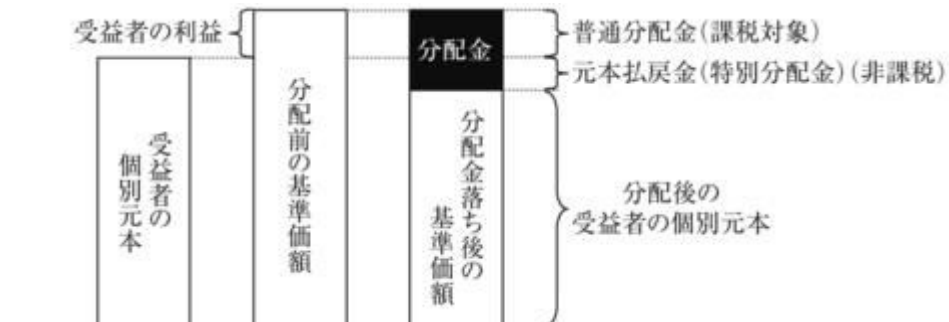 受益者の利益
分配金
普通分配金(課税対象)
元本払戻金(特別分配金)(非課税)
受益者の
個別元本
分配前の基準価額
分配金落ち後の
基準価額
分配後の
受益者の個別元本